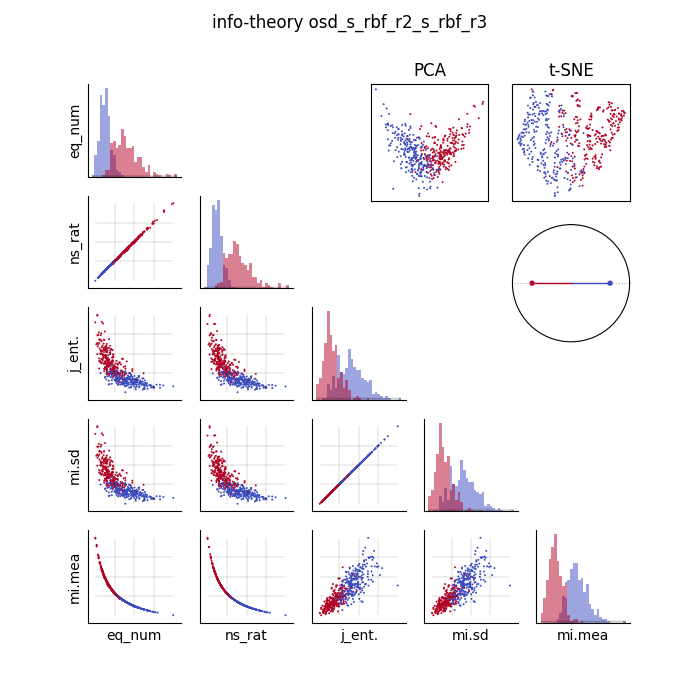 info-theory osd_s_rbf_r2_s_rbf_r3
PCA
t-SNE
eq_num
ns_rat
j_ent.
mi.sd
mi.mea
eq_num
ns_rat
j_ent.
mi.sd
mi.mea